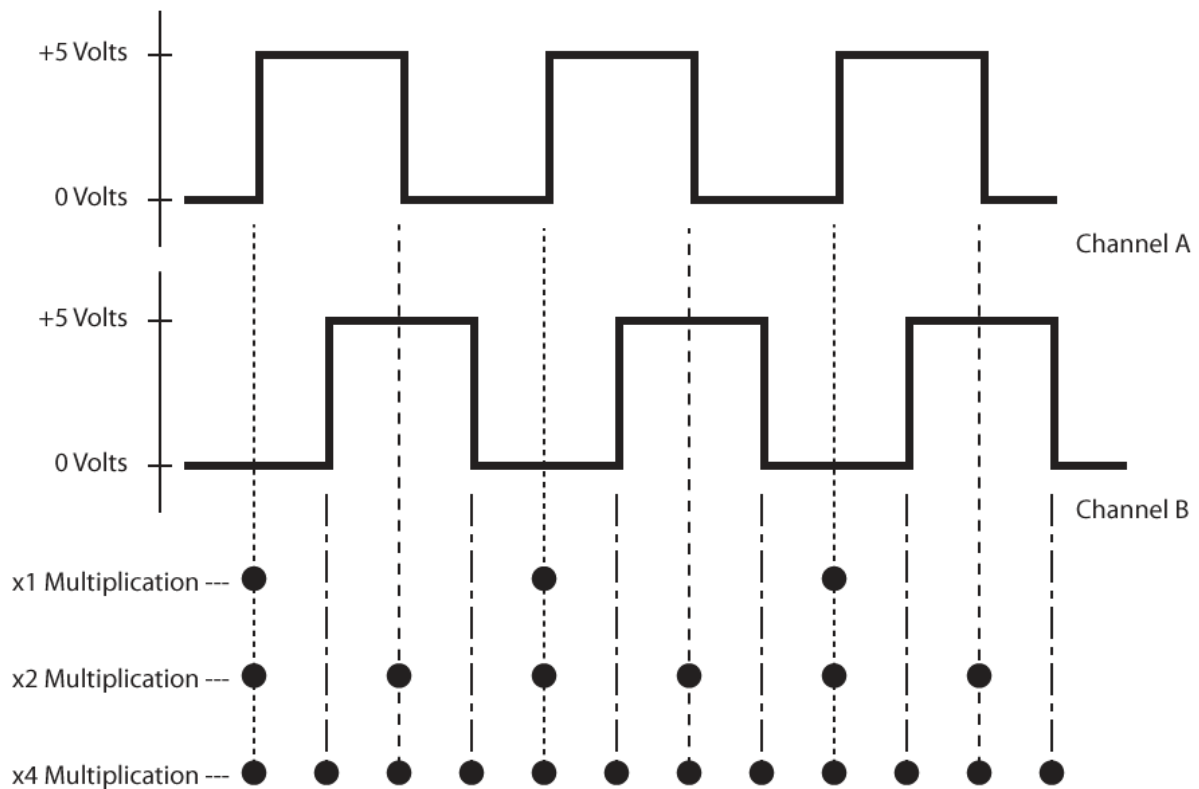 +5 Volts
0 Volts
Channel A
+5 Volts
0 Volts
Channel B
x1 Multiplication ---
x2 Multiplication ---
x4 Multiplication ---